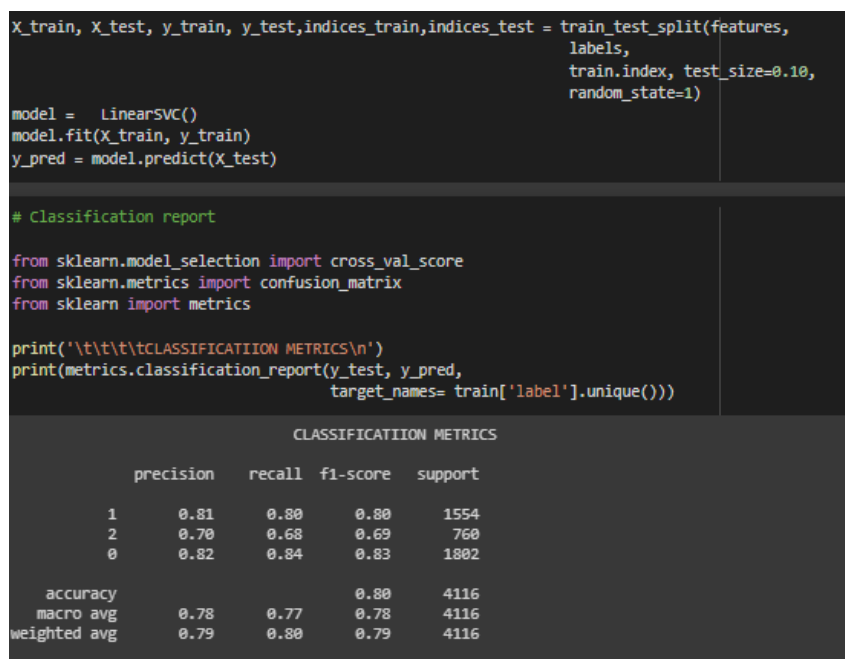 X_train, X_test, y_train, y_test,indices_train,indices_test = train_test_split(features,
labels,
train.index, test_size=0.10,
random_state=1)
model =   LinearSVC()
model.fit(X_train, y_train)
y_pred = model.predict(X_test)
# Classification report
from sklearn.model_selection import cross_val_score
from sklearn.metrics import confusion_matrix
from sklearn import metrics
print('\t\t\t\tCLASSIFICATIION METRICS\n')
print(metrics.classification_report(y_test, y_pred,
target_names= train['label'].unique()))
CLASSIFICATIION METRICS
precision recall f1-score support
1 0.81 0.80 0.80 1554
2 0.70 0.68 0.69 760
0 0.82 0.84 0.83 1802
accuracy 0.80 4116
macro avg 0.78 0.77 0.78 4116
weighted avg 0.79 0.80 0.79 4116